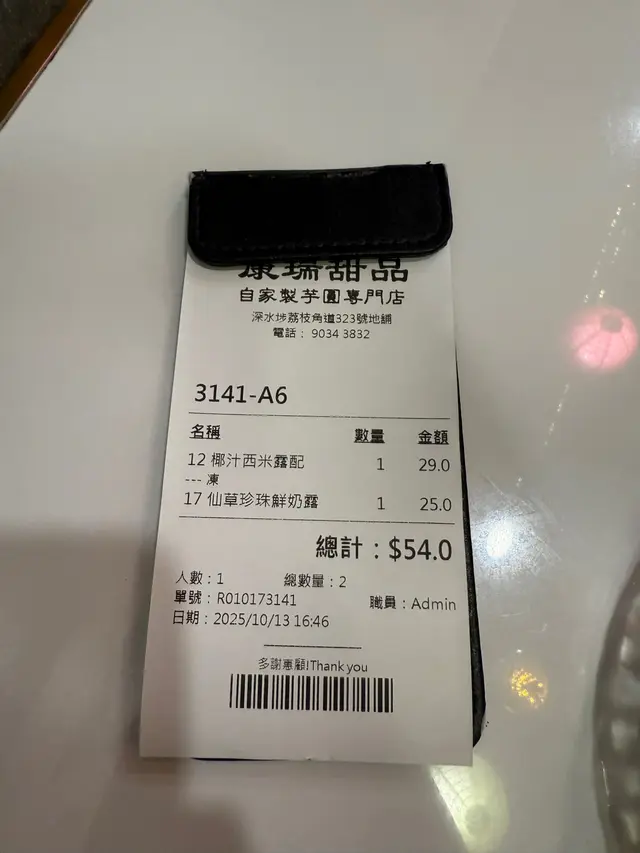 康瑞甜品
自家製芋圓專門店
深水埗荔枝角道323號地舖
電話： 9034 3832
3141-A6
名稱 數量 金額
12 椰汁西米露配 1 29.0
--- 凍
17 仙草珍珠鮮奶露 1 25.0
總計：$54.0
人數：1 總數量：2
單號：R010173141 職員：Admin
日期：2025/10/13 16:46
多謝惠顧!Thank you